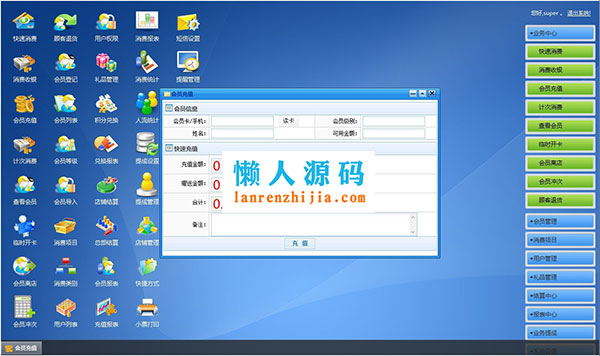 您好,super 。 退出系统!
快速消费 顾客退货 用户权限 消费报表 短信设置
消费收银 会员登记 礼品管理 消费统计 提醒管理
会员充值 会员列表 积分兑换 人流统计
计次消费 会员等级 兑换报表 提成设置
查看会员 会员导入 店铺结算 提成管理
临时开卡 消费项目 总部结算 店铺管理
会员离店 消费类别 会员报表 快捷方式
会员冲次 用户列表 充值报表 小票打印
会员充值
会员信息
会员卡/手机: 读卡 会员级别:
姓名: 可用金额:
快速充值
充值金额: 0
赠送金额: 0
合计: 0.
备注:
充 值
懒人源码
lanrenzhijia.com
业务中心
快速消费
消费收银
会员充值
计次消费
查看会员
临时开卡
会员离店
会员冲次
顾客退货
会员管理
消费项目
用户管理
礼品管理
结算中心
报表中心
业务提成
会员充值